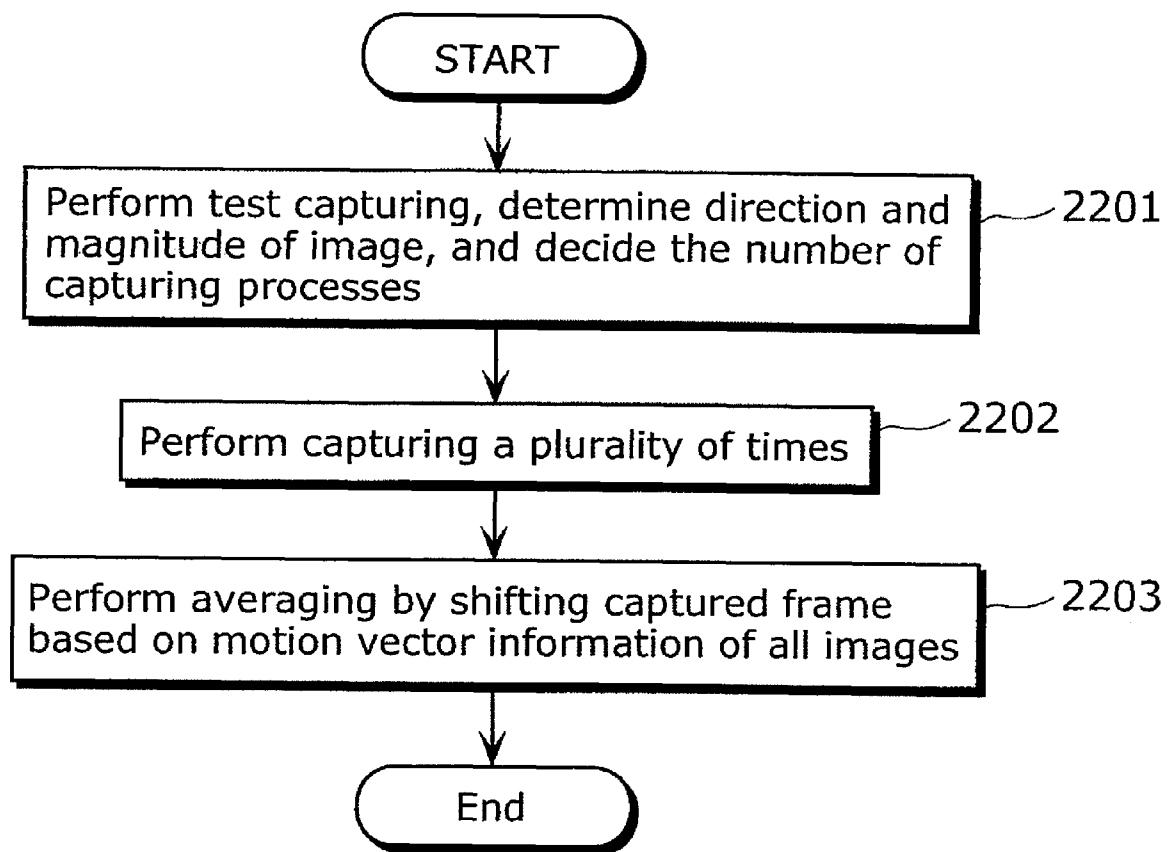 START
Perform test capturing, determine direction and
magnitude of image, and decide the number of
capturing processes
2201
Perform capturing a plurality of times
2202
Perform averaging by shifting captured frame
based on motion vector information of all images
2203
End